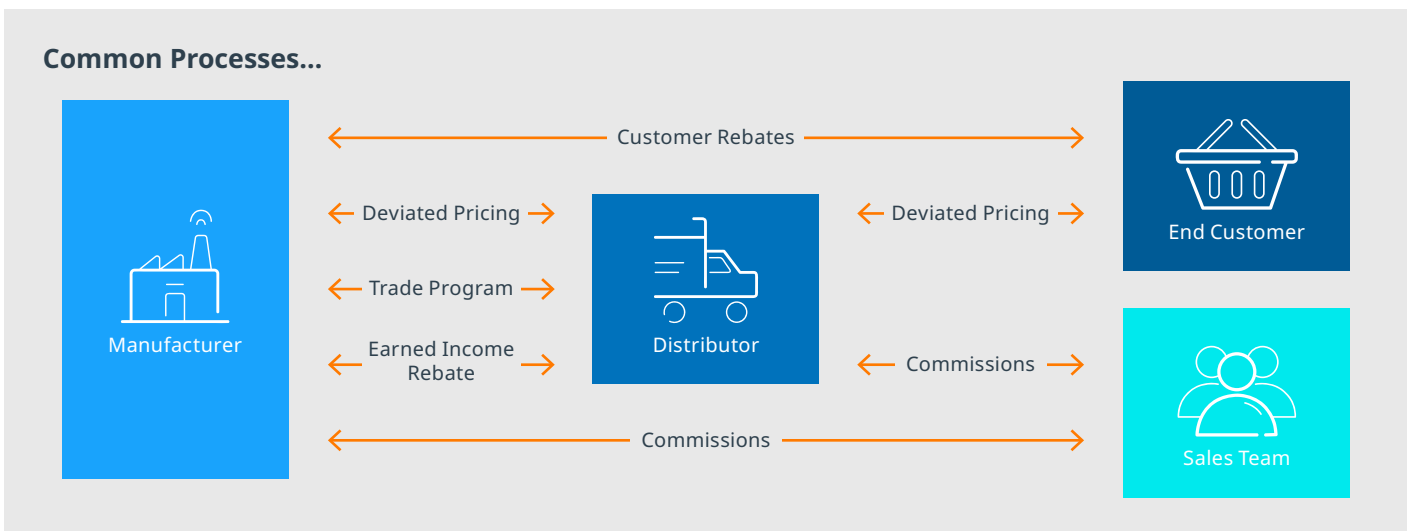 Common Processes...
Customer Rebates
Deviated Pricing
Deviated Pricing
End Customer
Trade Program
Manufacturer
Distributor
Earned Income
Rebate
Commissions
Commissions
Sales Team